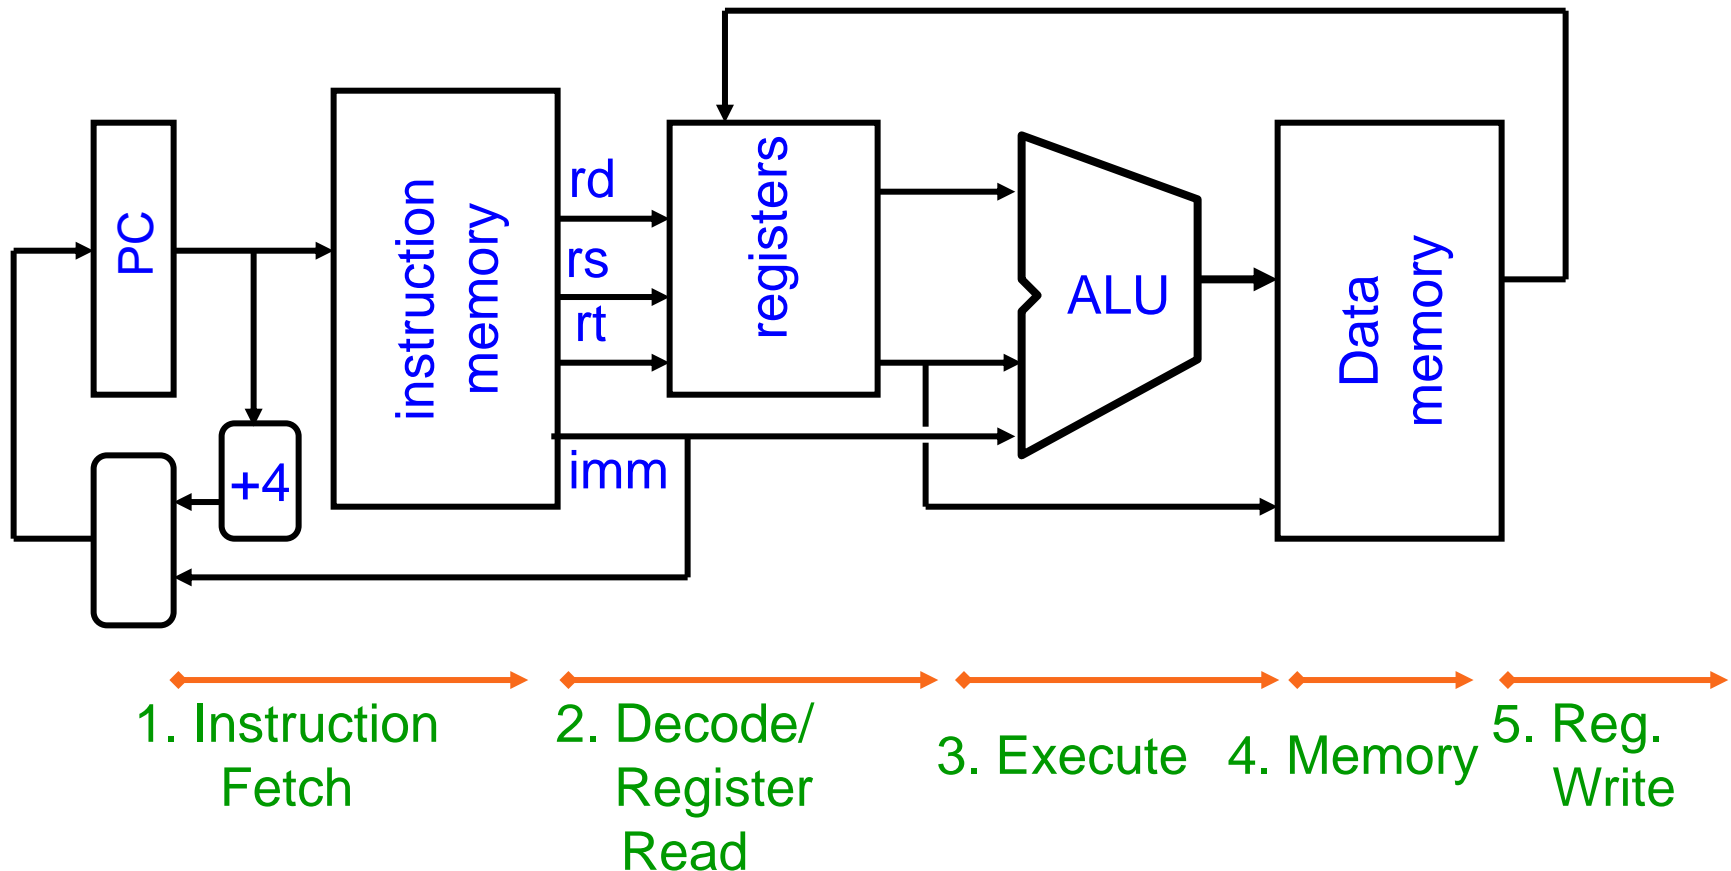 PC
+4
instruction
memory
rd
rs
rt
imm
registers
ALU
Data
memory
1. Instruction
Fetch
2. Decode/
Register
Read
3. Execute
4. Memory
5. Reg.
Write